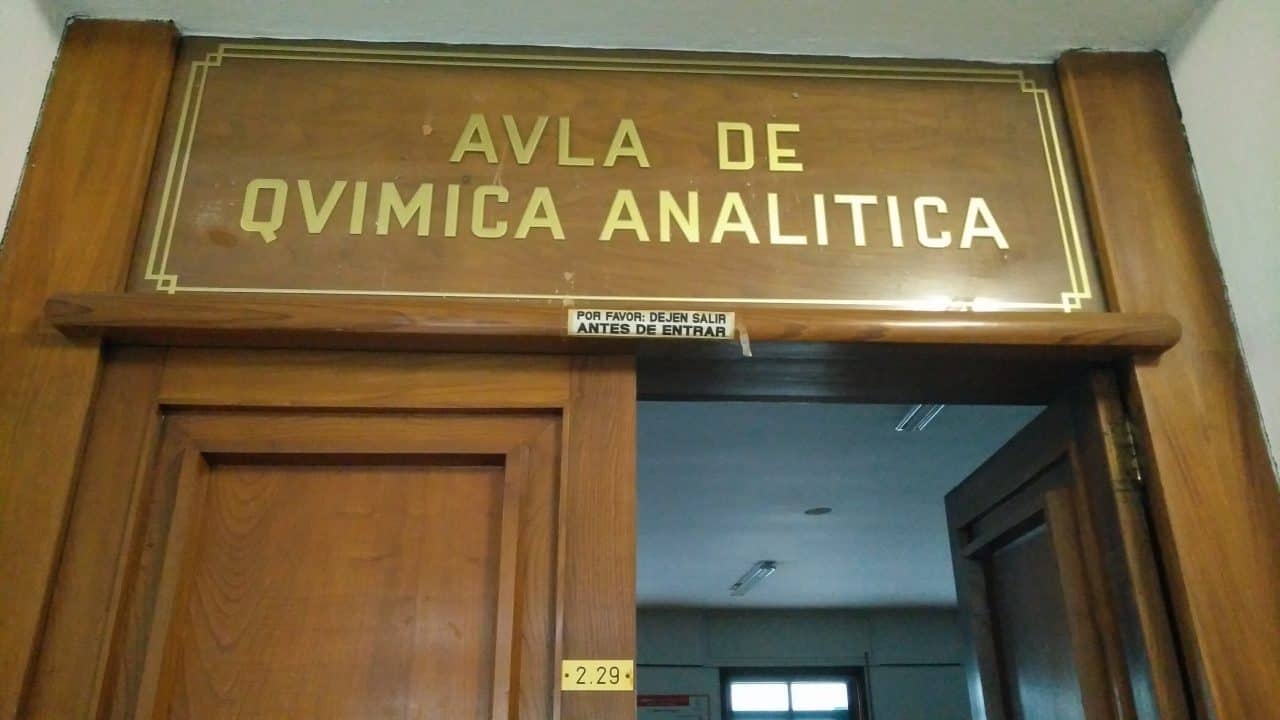 AVLA DE
QVIMICA ANALITICA
POR FAVOR: DEJEN SALIR
ANTES DE ENTRAR
2.29